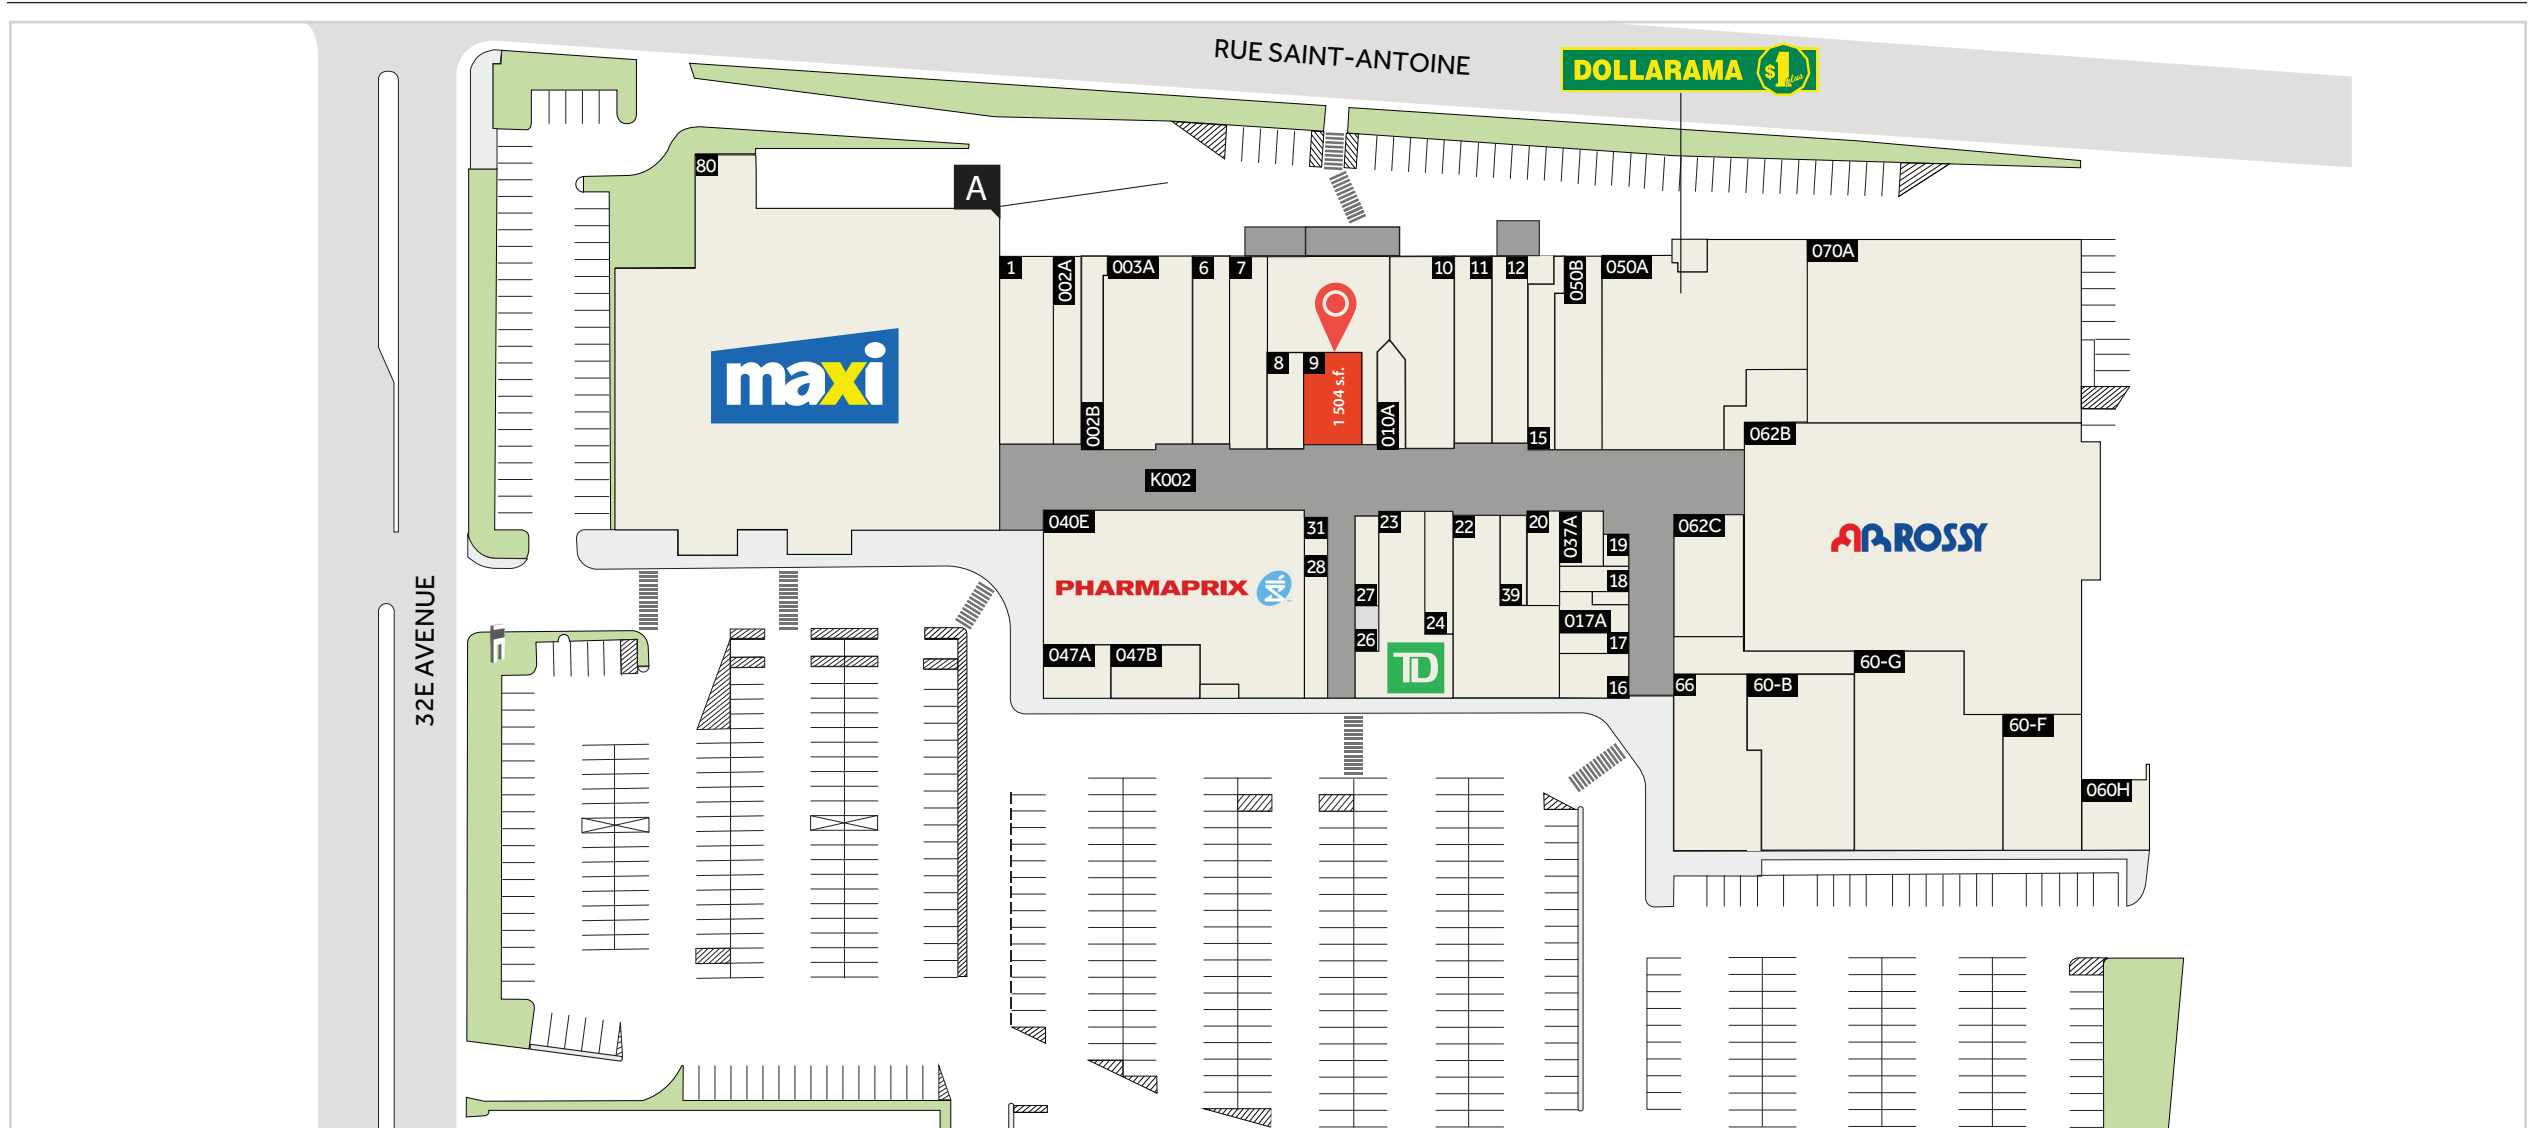 RUE SAINT-ANTOINE
DOLLARAMA $1 plus
80
A
070A
1
002A
003A
6
7
10
11
12
050B
050A
maxi
8
9
1 504 s.f.
010A
002B
15
062B
K002
040E
31
23
22
20
037A
19
062C
ROSSY
28
PHARMAPRIX
27
39
18
32E AVENUE
26
24
017A
17
047A
047B
TD
60-G
16
66
60-B
60-F
060H